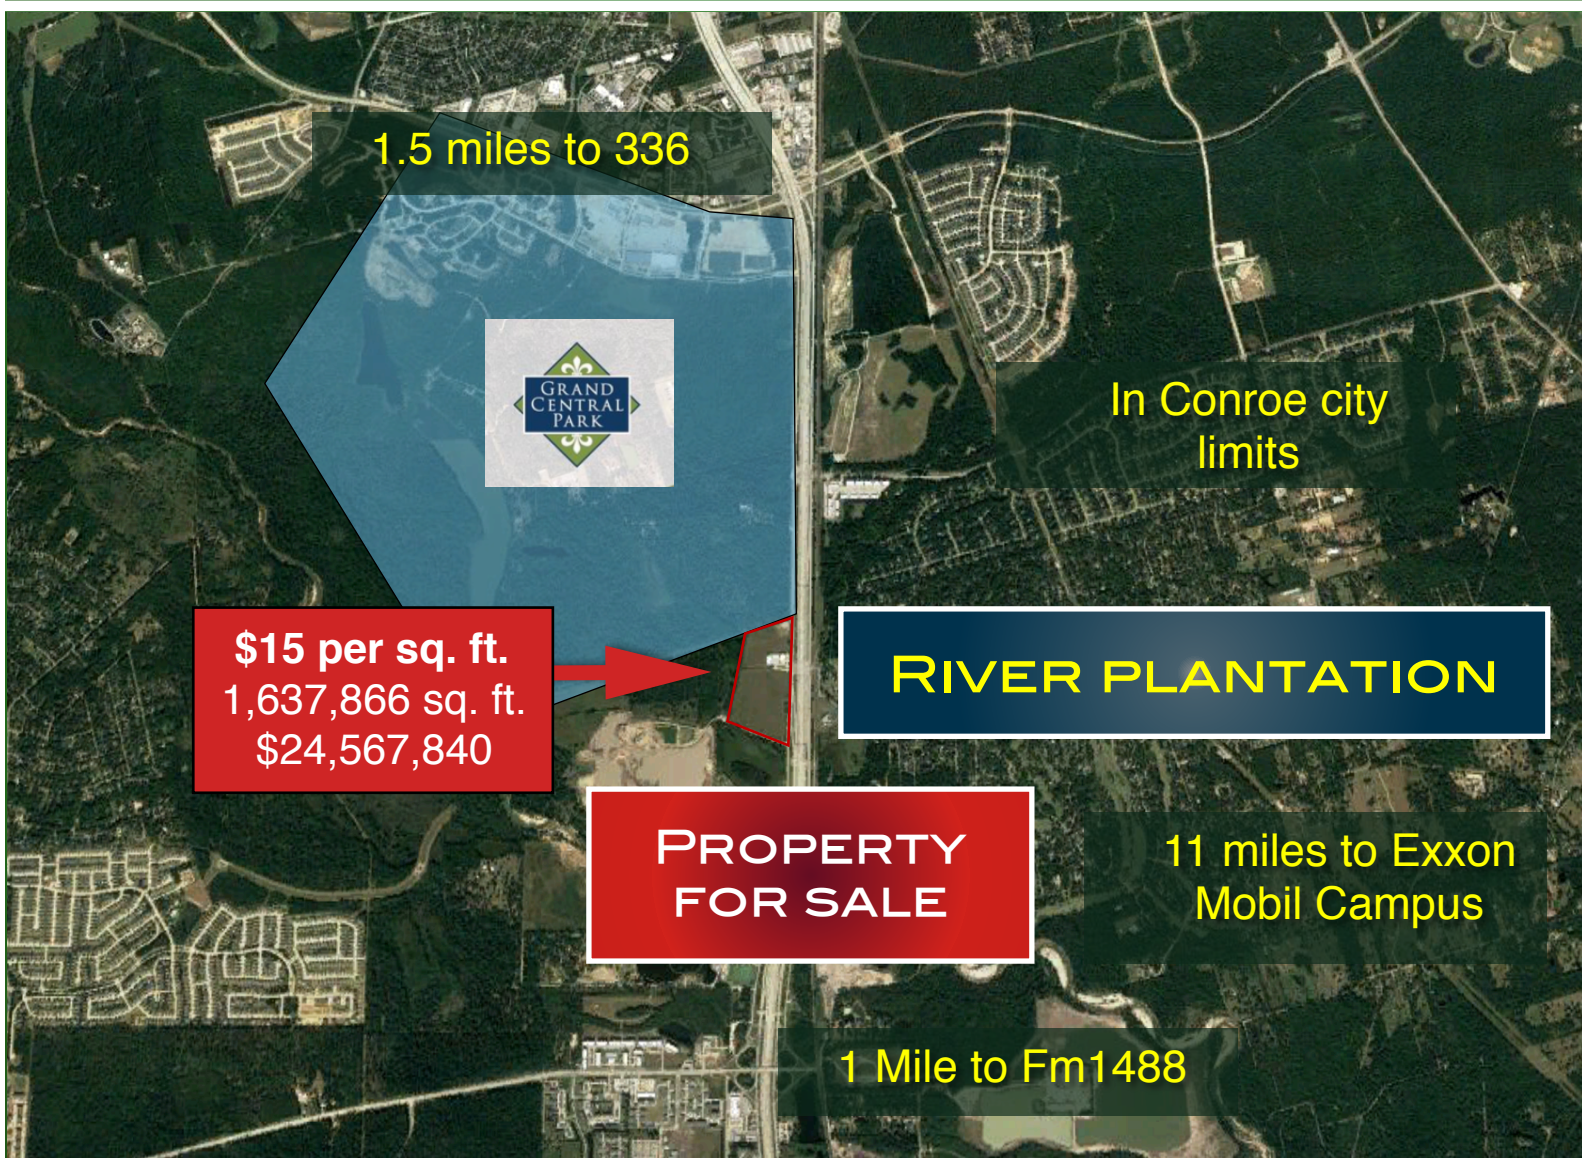 1.5 miles to 336
GRAND
CENTRAL
PARK
In Conroe city
limits
$15 per sq. ft.
1,637,866 sq. ft.
$24,567,840
RIVER PLANTATION
PROPERTY
FOR SALE
11 miles to Exxon
Mobil Campus
1 Mile to Fm1488